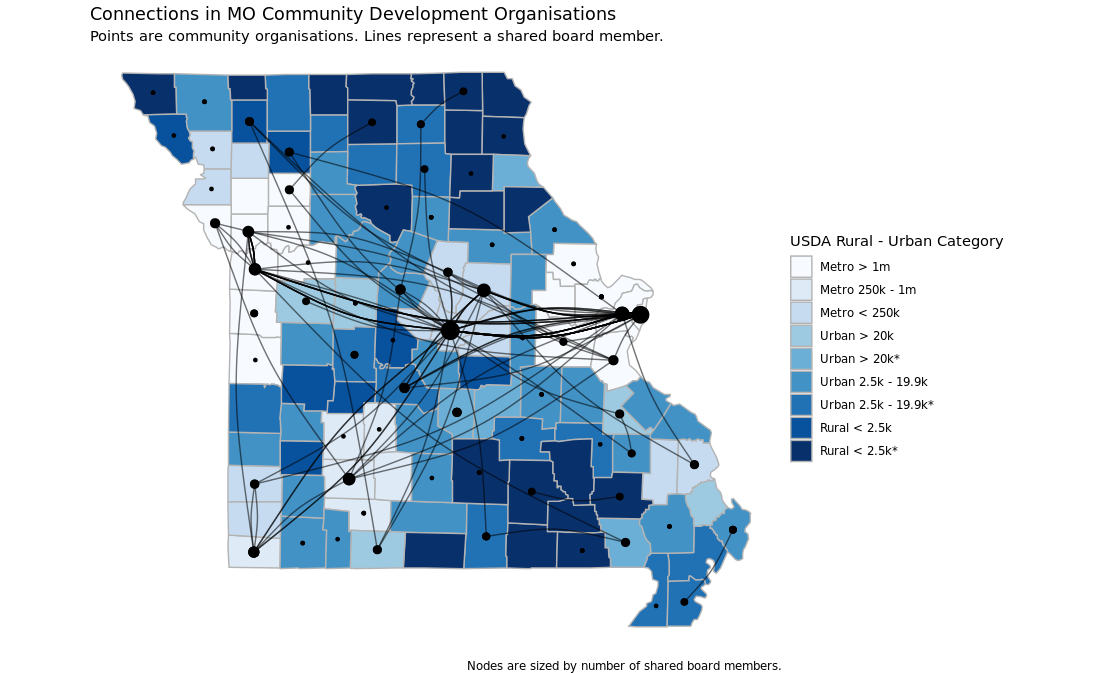 Connections in MO Community Development Organisations
Points are community organisations. Lines represent a shared board member.
USDA Rural - Urban Category
Metro > 1m
Metro 250k - 1m
Metro < 250k
Urban > 20k
Urban > 20k*
Urban 2.5k - 19.9k
Urban 2.5k - 19.9k*
Rural < 2.5k
Rural < 2.5k*
Nodes are sized by number of shared board members.